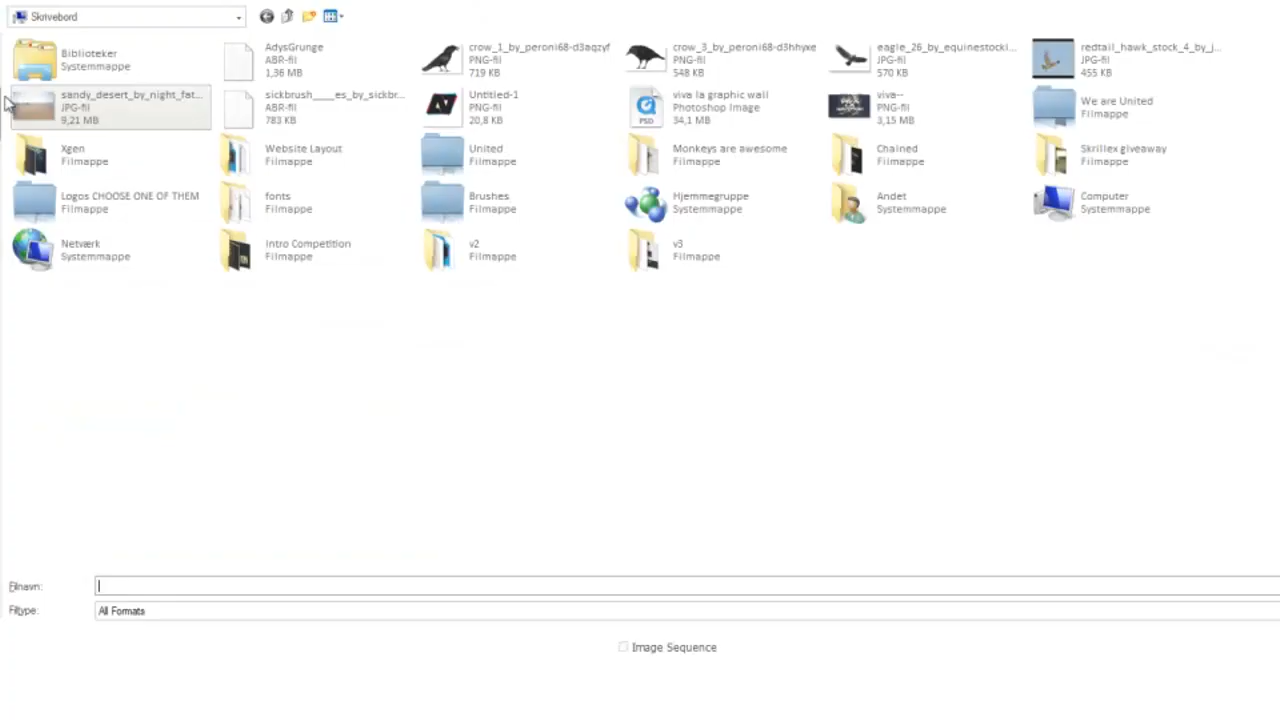 Skrivebord
Biblioteker
Systemmappe
AdysGrunge
ABR-fil
1,36 MB
crow_1_by_peroni68-d3aqzyf
PNG-fil
719 KB
crow_3_by_peroni68-d3hhyxe
PNG-fil
548 KB
eagle_26_by_equinestocki...
JPG-fil
570 KB
redtail_hawk_stock_4_by_j...
JPG-fil
455 KB
sandy_desert_by_night_fat...
JPG-fil
9,21 MB
sickbrush____es_by_sickbr...
ABR-fil
783 KB
Untitled-1
PNG-fil
20,8 KB
PSD
viva la graphic wall
Photoshop Image
34,1 MB
viva--
PNG-fil
3,15 MB
We are United
Filmappe
Xgen
Filmappe
Website Layout
Filmappe
United
Filmappe
Monkeys are awesome
Filmappe
Chained
Filmappe
Skrillex giveaway
Filmappe
Logos CHOOSE ONE OF THEM
Filmappe
fonts
Filmappe
Brushes
Filmappe
Hjemmegruppe
Systemmappe
Andet
Systemmappe
Computer
Systemmappe
Netværk
Systemmappe
Intro Competition
Filmappe
v2
Filmappe
v3
Filmappe
Filnavn:
Filtype:
All Formats
Image Sequence